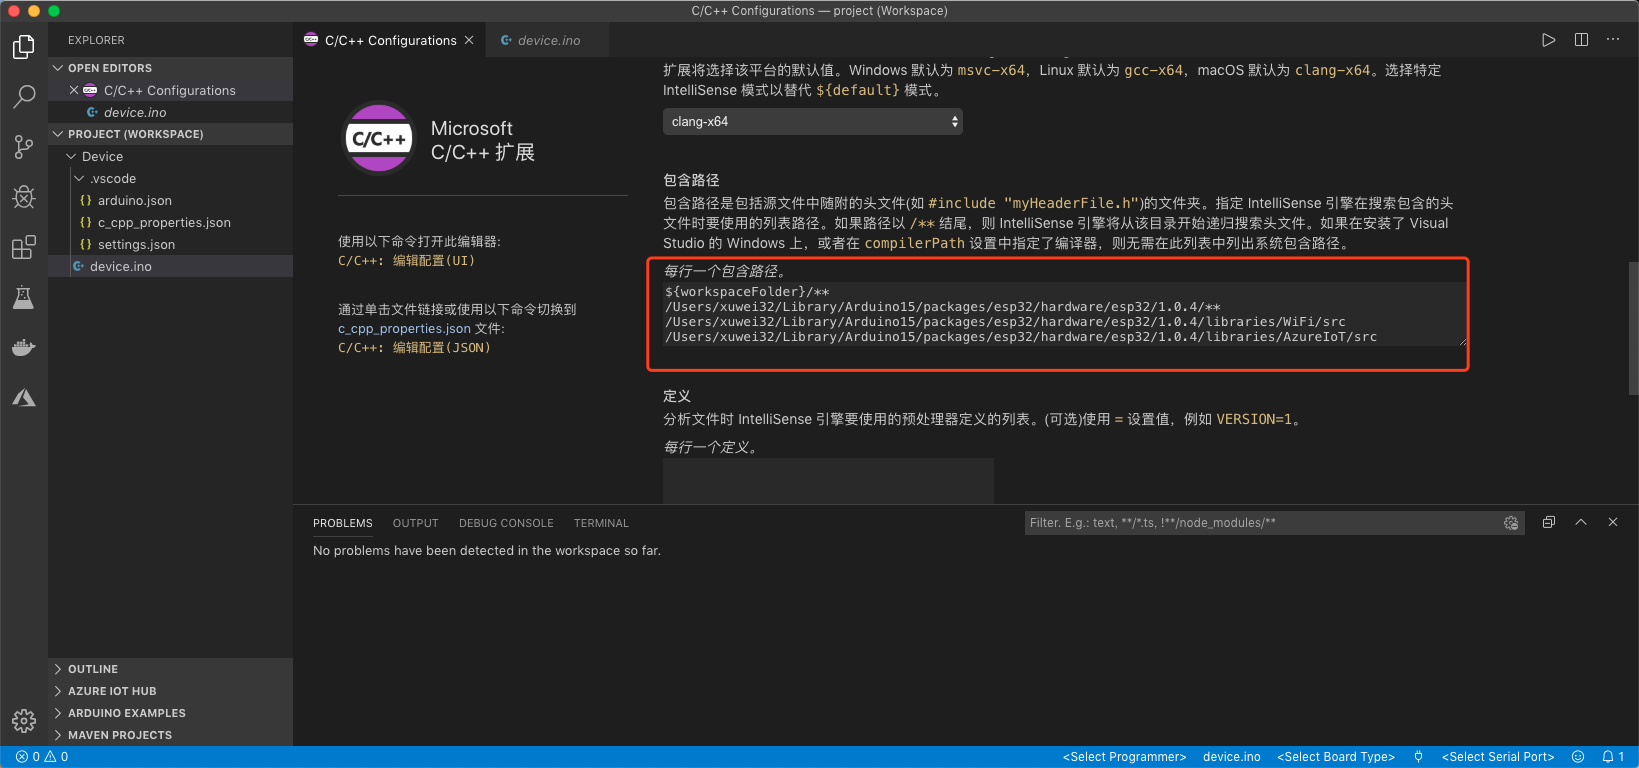 C/C++ Configurations — project (Workspace)
EXPLORER
OPEN EDITORS
C/C++ Configurations
device.ino
PROJECT (WORKSPACE)
Device
.vscode
{} arduino.json
{} c_cpp_properties.json
{} settings.json
device.ino
OUTLINE
AZURE IOT HUB
ARDUINO EXAMPLES
MAVEN PROJECTS
C/C++ Configurations
device.ino
C/C++
Microsoft
C/C++ 扩展
使用以下命令打开此编辑器:
C/C++: 编辑配置(UI)
通过单击文件链接或使用以下命令切换到
c_cpp_properties.json 文件:
C/C++: 编辑配置(JSON)
扩展将选择该平台的默认值。Windows 默认为 msvc-x64，Linux 默认为 gcc-x64，macOS 默认为 clang-x64。选择特定
IntelliSense 模式以替代 ${default} 模式。
clang-x64
包含路径
包含路径是包括源文件中随附的头文件(如 #include "myHeaderFile.h")的文件夹。指定 IntelliSense 引擎在搜索包含的头
文件时要使用的列表路径。如果路径以 /** 结尾，则 IntelliSense 引擎将从该目录开始递归搜索头文件。如果在安装了 Visual
Studio 的 Windows 上，或者在 compilerPath 设置中指定了编译器，则无需在此列表中列出系统包含路径。
每行一个包含路径。
${workspaceFolder}/**
/Users/xuwei32/Library/Arduino15/packages/esp32/hardware/esp32/1.0.4/**
/Users/xuwei32/Library/Arduino15/packages/esp32/hardware/esp32/1.0.4/libraries/WiFi/src
/Users/xuwei32/Library/Arduino15/packages/esp32/hardware/esp32/1.0.4/libraries/AzureIoT/src
定义
分析文件时 IntelliSense 引擎要使用的预处理器定义的列表。(可选)使用 = 设置值，例如 VERSION=1。
每行一个定义。
PROBLEMS
OUTPUT
DEBUG CONSOLE
TERMINAL
Filter. E.g.: text, **/*.ts, !**/node_modules/**
No problems have been detected in the workspace so far.
0
0
<Select Programmer>
device.ino
<Select Board Type>
<Select Serial Port>
1